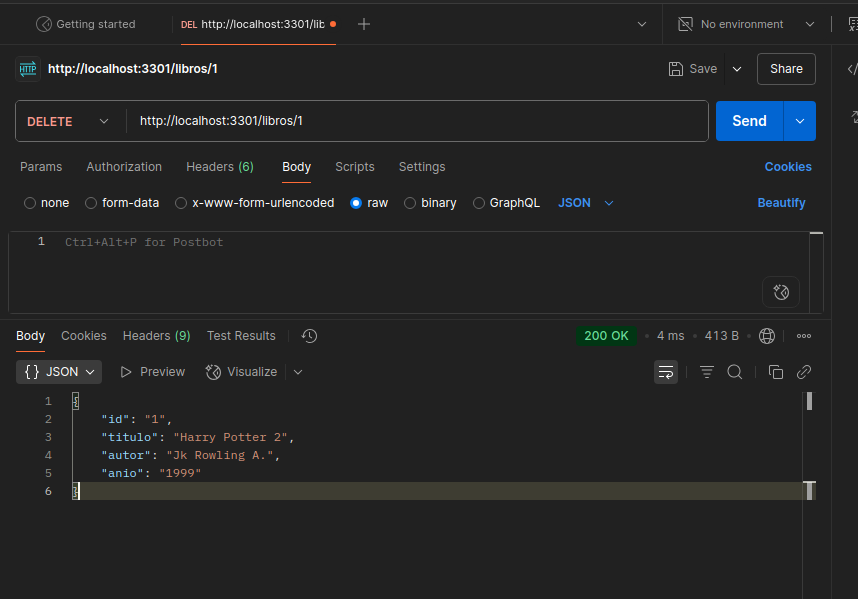 Getting started DEL http://localhost:3301/lib No environment
HTTP http://localhost:3301/libros/1 Save Share
DELETE http://localhost:3301/libros/1 Send
Params Authorization Headers (6) Body Scripts Settings Cookies
none form-data x-www-form-urlencoded raw binary GraphQL JSON Beautify
1 Ctrl+Alt+P for Postbot
Body Cookies Headers (9) Test Results 200 OK • 4 ms • 413 B •
{} JSON Preview Visualize
1 {
2 "id": "1",
3 "titulo": "Harry Potter 2",
4 "autor": "Jk Rowling A.",
5 "anio": "1999"
6 }